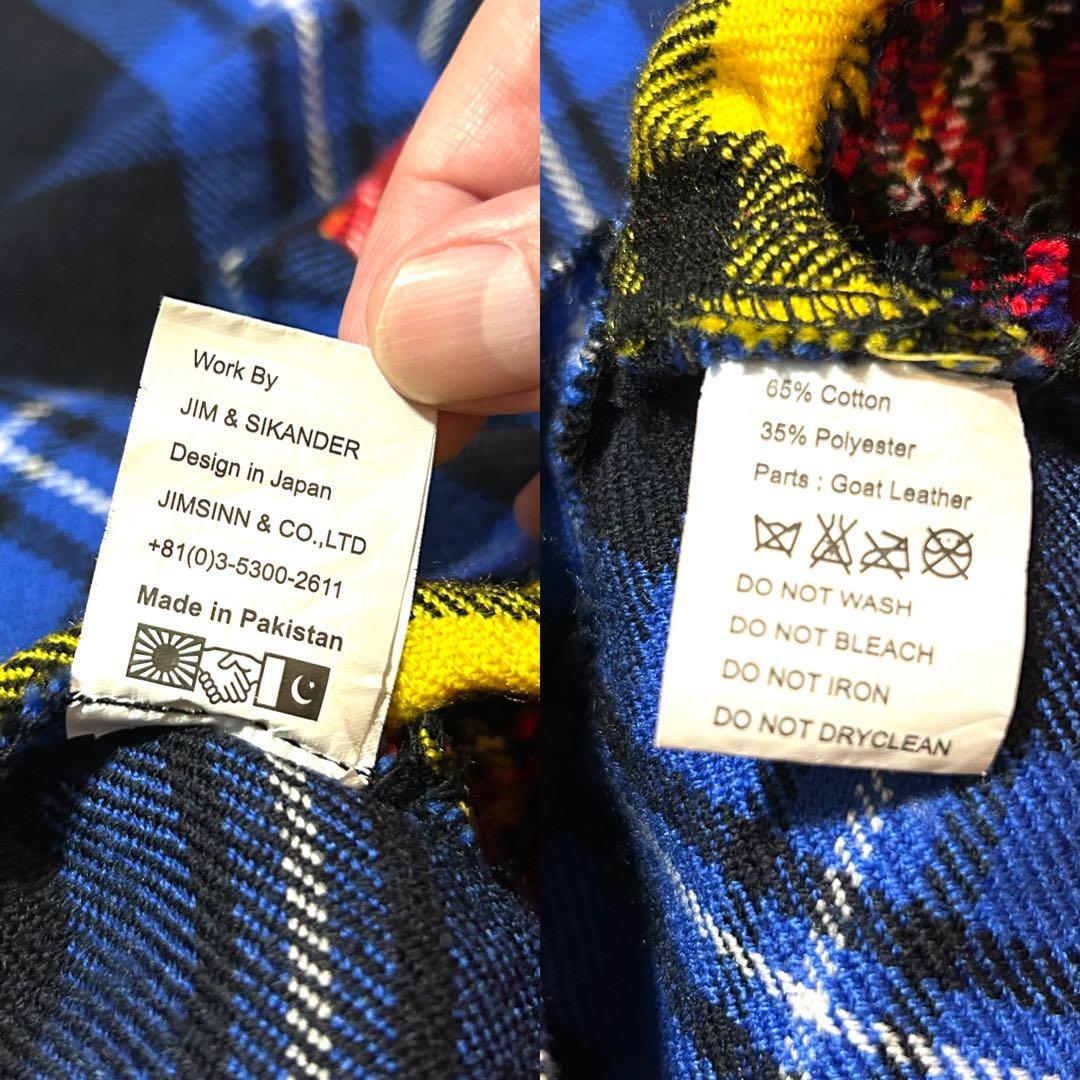 Work By
JIM & SIKANDER
Design in Japan
JIMSINN & CO.,LTD
+81(0)3-5300-2611
Made in Pakistan
65% Cotton
35% Polyester
Parts : Goat Leather
DO NOT WASH
DO NOT BLEACH
DO NOT IRON
DO NOT DRYCLEAN